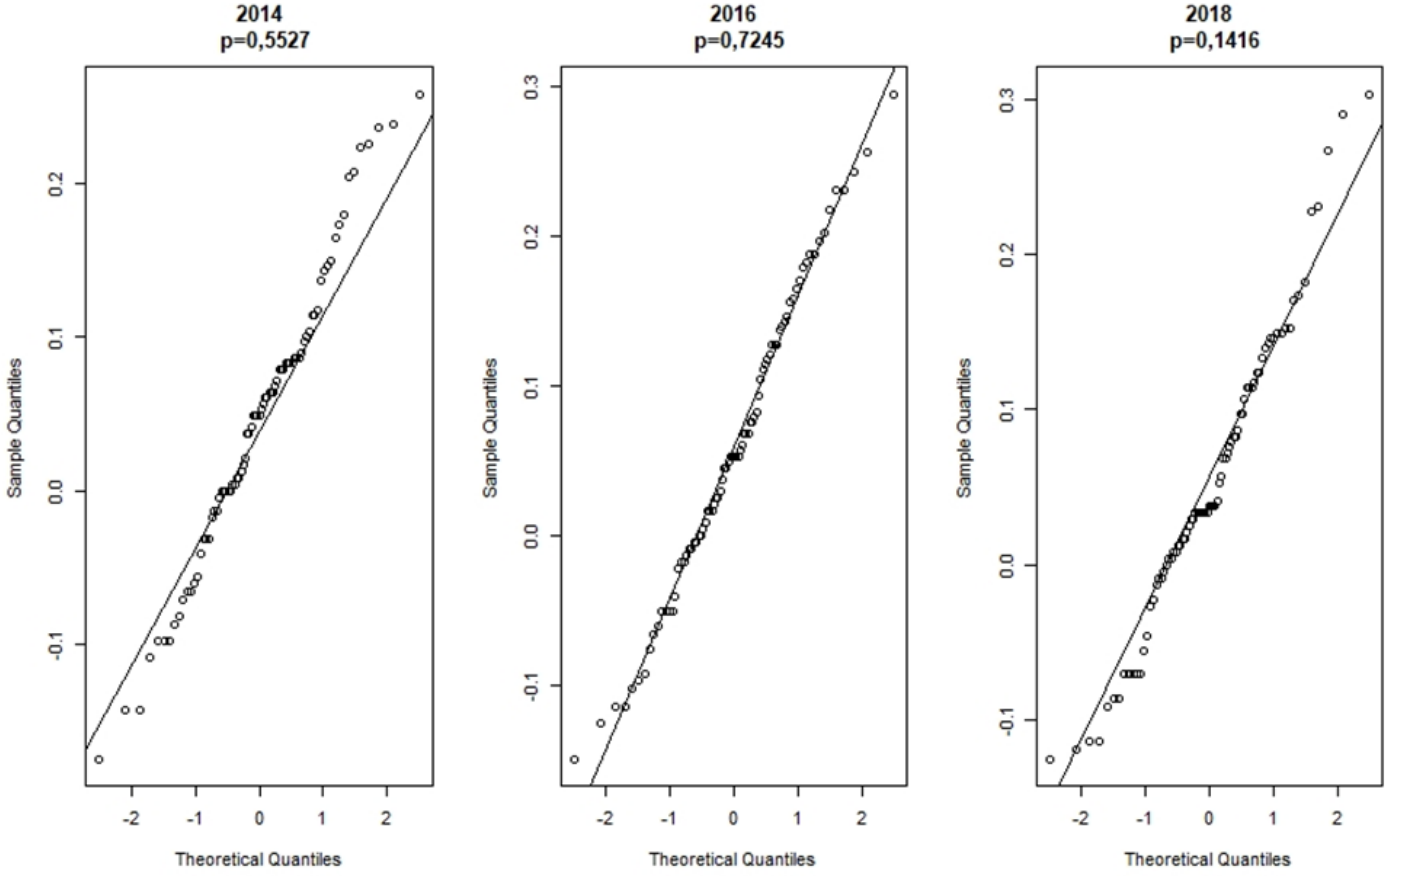 2014
p=0,5527
Sample Quantiles
0.2
0.1
0.0
-0.1
-2 -1 0 1 2
Theoretical Quantiles
2016
p=0,7245
Sample Quantiles
0.3
0.2
0.1
0.0
-0.1
-2 -1 0 1 2
Theoretical Quantiles
2018
p=0,1416
Sample Quantiles
0.3
0.2
0.1
0.0
-0.1
-2 -1 0 1 2
Theoretical Quantiles